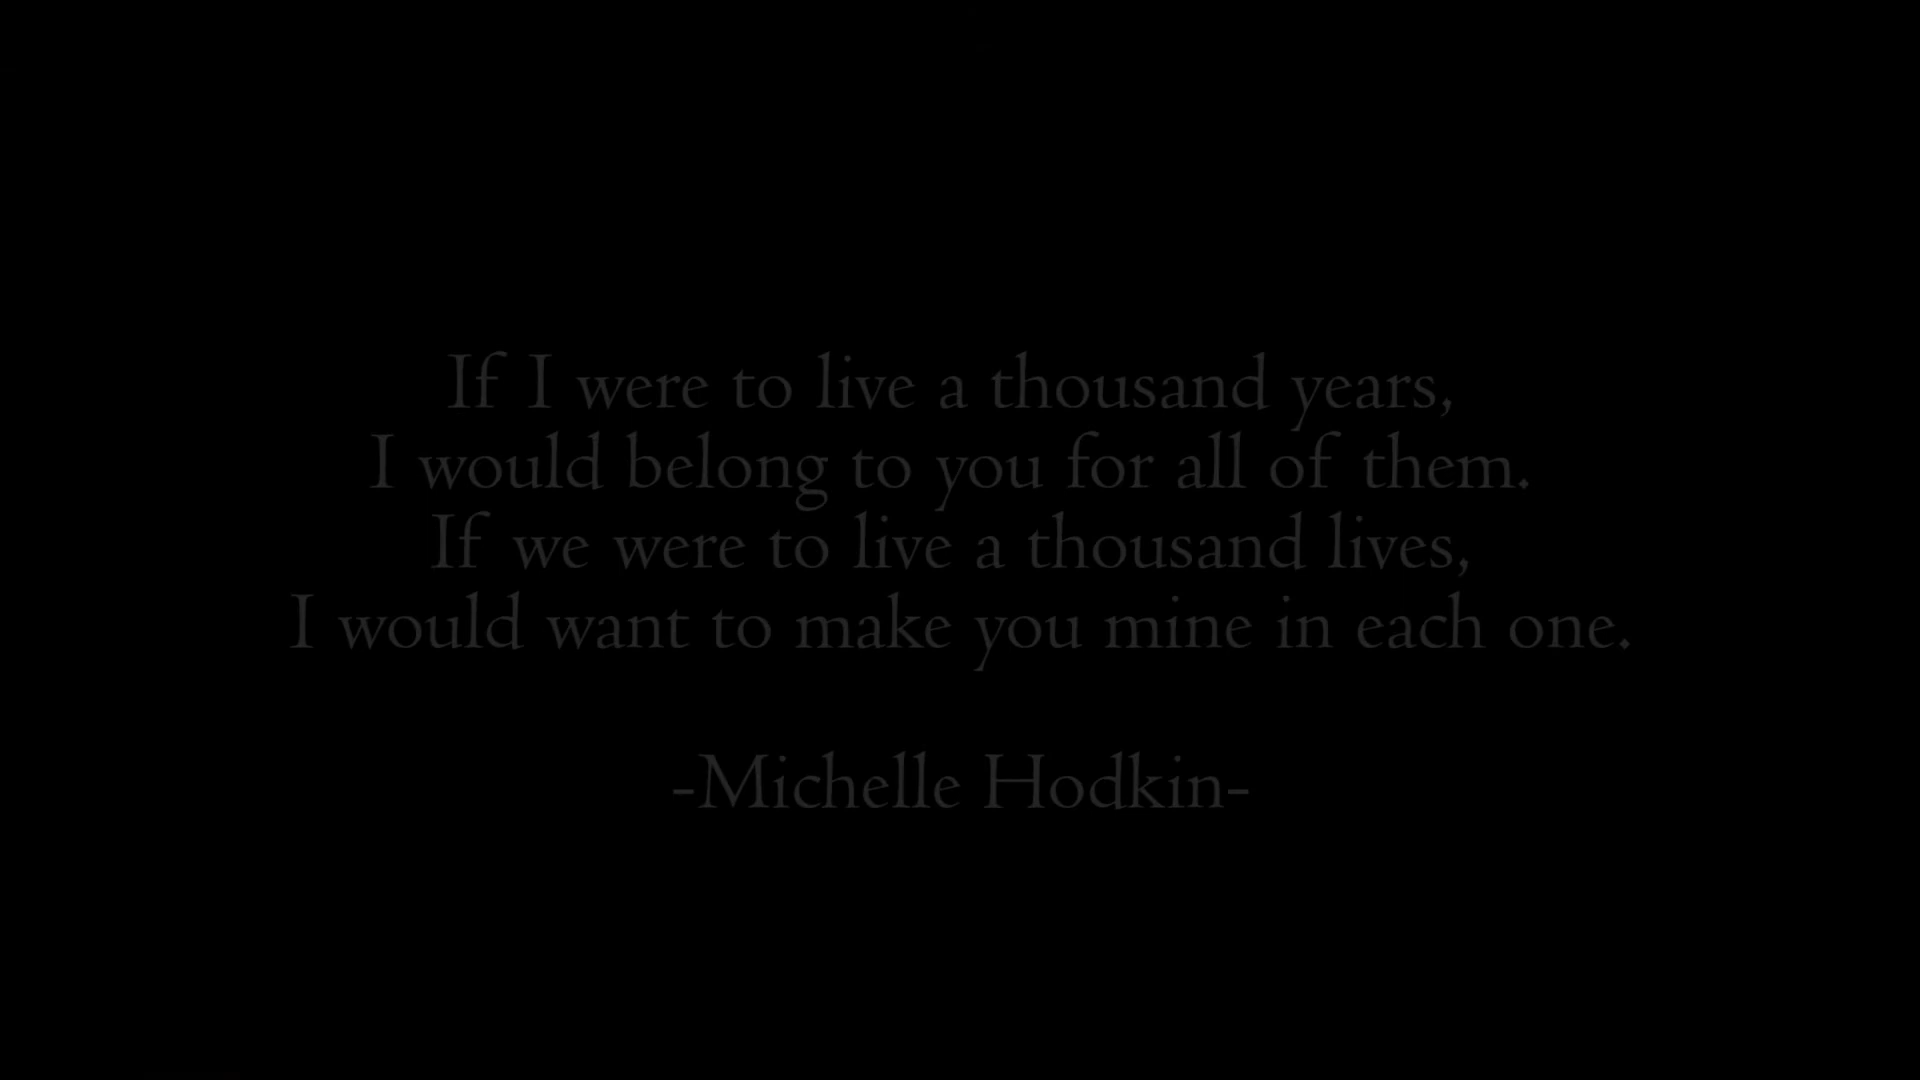 If I were to live a thousand years,
I would belong to you for all of them.
If we were to live a thousand lives,
I would want to make you mine in each one.
-Michelle Hodkin-